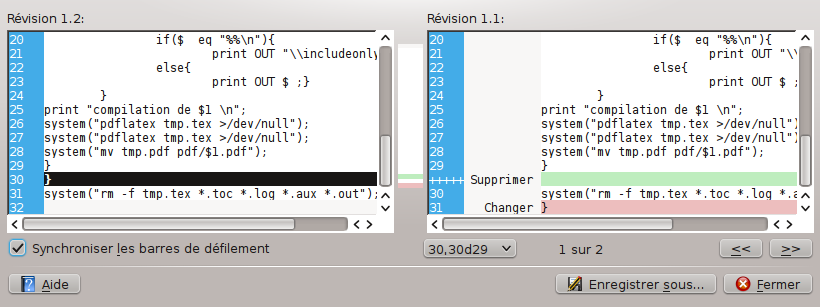 Révision 1.2:
20 if($ eq "%%\n"){
21 print OUT "\\includeonly
22 else{
23 print OUT $ ;}
24 }
25 print "compilation de $1 \n";
26 system("pdflatex tmp.tex >/dev/null");
27 system("pdflatex tmp.tex >/dev/null");
28 system("mv tmp.pdf pdf/$1.pdf");
29 }
30 }
31 system("rm -f tmp.tex *.toc *.log *.aux *.out");
32
Révision 1.1:
20 if($ eq "%%\n"){
21 print OUT "\\
22 else{
23 print OUT $ ;
24 }
25 print "compilation de $1 \n";
26 system("pdflatex tmp.tex >/dev/null")
27 system("pdflatex tmp.tex >/dev/null")
28 system("mv tmp.pdf pdf/$1.pdf");
29 }
+++++ Supprimer
30 system("rm -f tmp.tex *.toc *.log *.a
31 Changer }
Synchroniser les barres de défilement
30,30d29 1 sur 2 << >>
Aide Enregistrer sous... Fermer